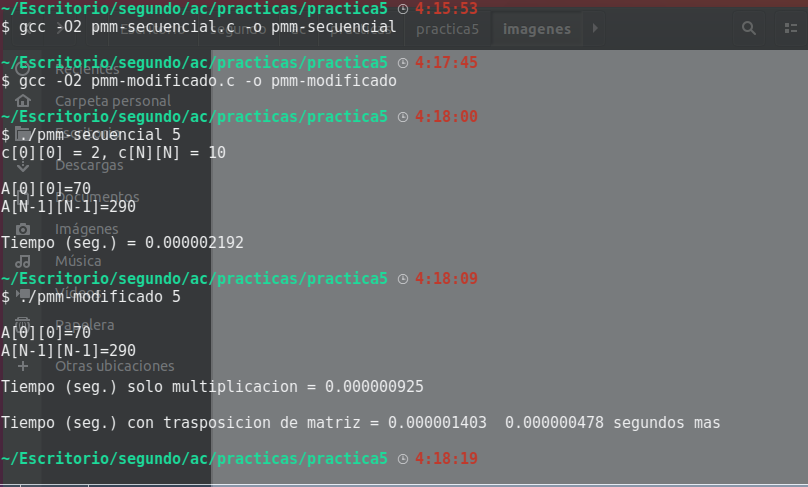 ~/Escritorio/segundo/ac/practicas/practica5 4:15:53
$ gcc -O2 pmm-secuencial.c -o pmm-secuencial
practica5 imagenes
~/Escritorio/segundo/ac/practicas/practica5 4:17:45
Recientes
$ gcc -O2 pmm-modificado.c -o pmm-modificado
Carpeta personal
~/Escritorio/segundo/ac/practicas/practica5 4:18:00
$ ./pmm-secuencial 5
Escritorio
c[0][0] = 2, c[N][N] = 10
Descargas
A[0][0]=70
Documentos
A[N-1][N-1]=290
Imágenes
Tiempo (seg.) = 0.000002192
Música
~/Escritorio/segundo/ac/practicas/practica5 4:18:09
$ ./pmm-modificado 5
Vídeos
Papelera
A[0][0]=70
A[N-1][N-1]=290
Otras ubicaciones
Tiempo (seg.) solo multiplicacion = 0.000000925
Tiempo (seg.) con trasposicion de matriz = 0.000001403 0.000000478 segundos mas
~/Escritorio/segundo/ac/practicas/practica5 4:18:19